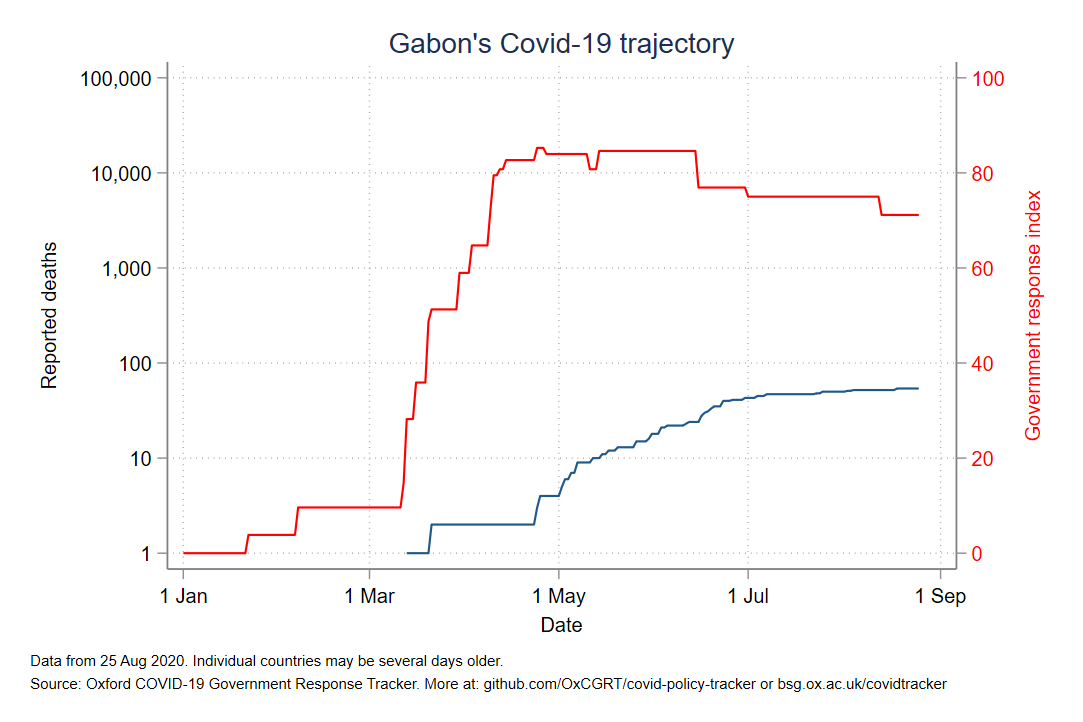 Gabon's Covid-19 trajectory
100,000
10,000
1,000
100
10
1
Reported deaths
100
80
60
40
20
0
Government response index
1 Jan
1 Mar
1 May
1 Jul
1 Sep
Date
Data from 25 Aug 2020. Individual countries may be several days older.
Source: Oxford COVID-19 Government Response Tracker. More at: github.com/OxCGRT/covid-policy-tracker or bsg.ox.ac.uk/covidtracker